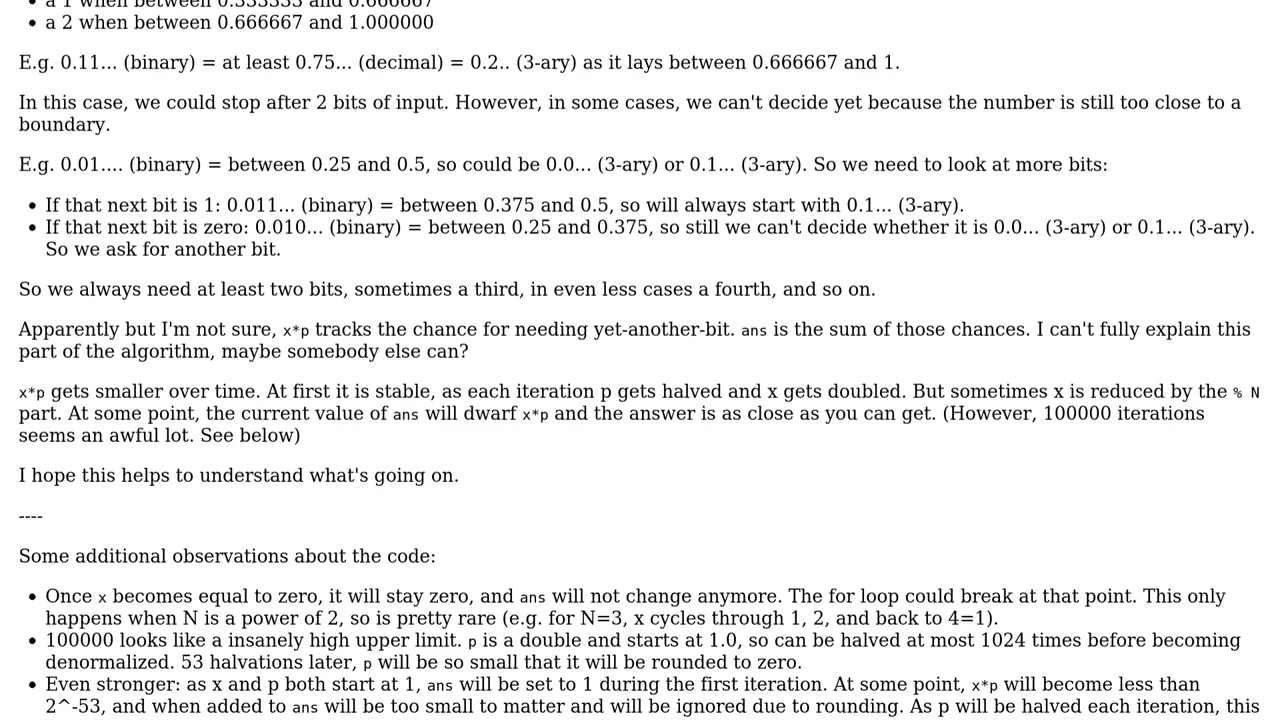 • a 1 when between 0.333333 and 0.666667
• a 2 when between 0.666667 and 1.000000
E.g. 0.11... (binary) = at least 0.75... (decimal) = 0.2.. (3-ary) as it lays between 0.666667 and 1.
In this case, we could stop after 2 bits of input. However, in some cases, we can't decide yet because the number is still too close to a
boundary.
E.g. 0.01.... (binary) = between 0.25 and 0.5, so could be 0.0... (3-ary) or 0.1... (3-ary). So we need to look at more bits:
• If that next bit is 1: 0.011... (binary) = between 0.375 and 0.5, so will always start with 0.1... (3-ary).
• If that next bit is zero: 0.010... (binary) = between 0.25 and 0.375, so still we can't decide whether it is 0.0... (3-ary) or 0.1... (3-ary).
So we ask for another bit.
So we always need at least two bits, sometimes a third, in even less cases a fourth, and so on.
Apparently but I'm not sure, x*p tracks the chance for needing yet-another-bit. ans is the sum of those chances. I can't fully explain this
part of the algorithm, maybe somebody else can?
x*p gets smaller over time. At first it is stable, as each iteration p gets halved and x gets doubled. But sometimes x is reduced by the % N
part. At some point, the current value of ans will dwarf x*p and the answer is as close as you can get. (However, 100000 iterations
seems an awful lot. See below)
I hope this helps to understand what's going on.
----
Some additional observations about the code:
• Once x becomes equal to zero, it will stay zero, and ans will not change anymore. The for loop could break at that point. This only
happens when N is a power of 2, so is pretty rare (e.g. for N=3, x cycles through 1, 2, and back to 4=1).
• 100000 looks like a insanely high upper limit. p is a double and starts at 1.0, so can be halved at most 1024 times before becoming
denormalized. 53 halvations later, p will be so small that it will be rounded to zero.
• Even stronger: as x and p both start at 1, ans will be set to 1 during the first iteration. At some point, x*p will become less than
2^-53, and when added to ans will be too small to matter and will be ignored due to rounding. As p will be halved each iteration, this